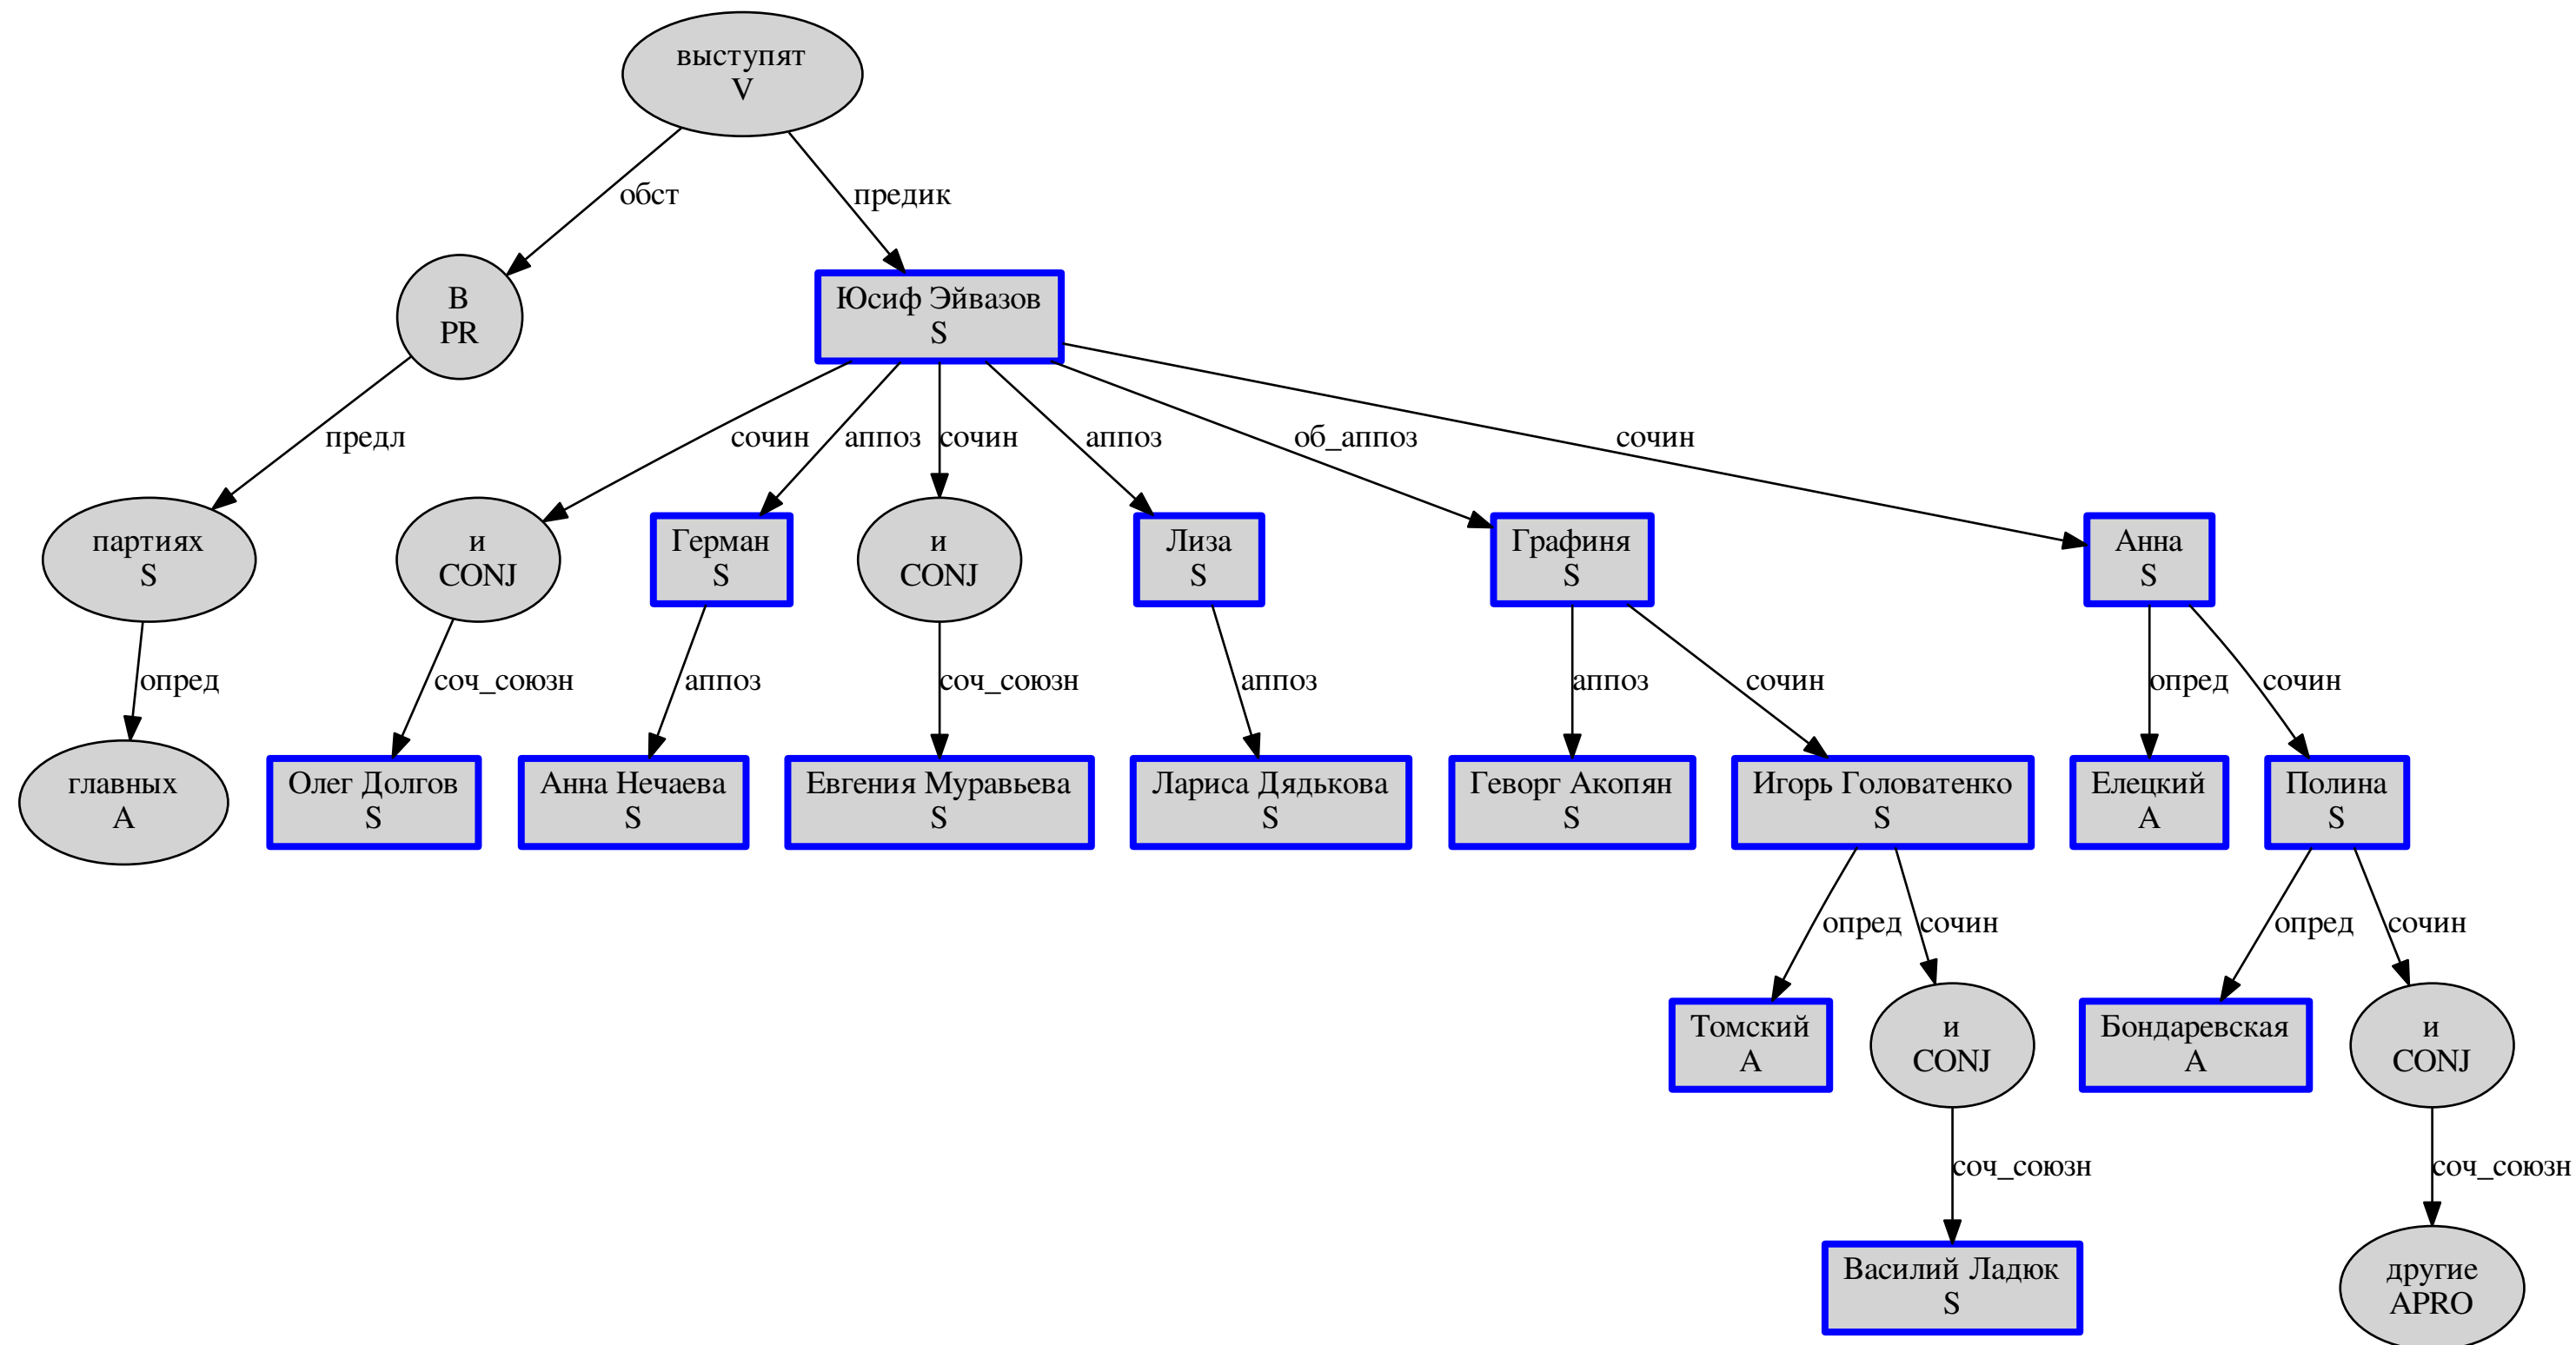 выступят
V
обст
предик
В
PR
Юсиф Эйвазов
S
предл
сочин
аппоз
сочин
аппоз
об_аппоз
сочин
партиях
S
и
CONJ
Герман
S
и
CONJ
Лиза
S
Графиня
S
Анна
S
опред
соч_союзн
аппоз
соч_союзн
аппоз
аппоз
сочин
опред
сочин
главных
A
Олег Долгов
S
Анна Нечаева
S
Евгения Муравьева
S
Лариса Дядькова
S
Геворг Акопян
S
Игорь Головатенко
S
Елецкий
A
Полина
S
опред
сочин
опред
сочин
Томский
A
и
CONJ
Бондаревская
A
и
CONJ
соч_союзн
соч_союзн
Василий Ладюк
S
другие
APRO